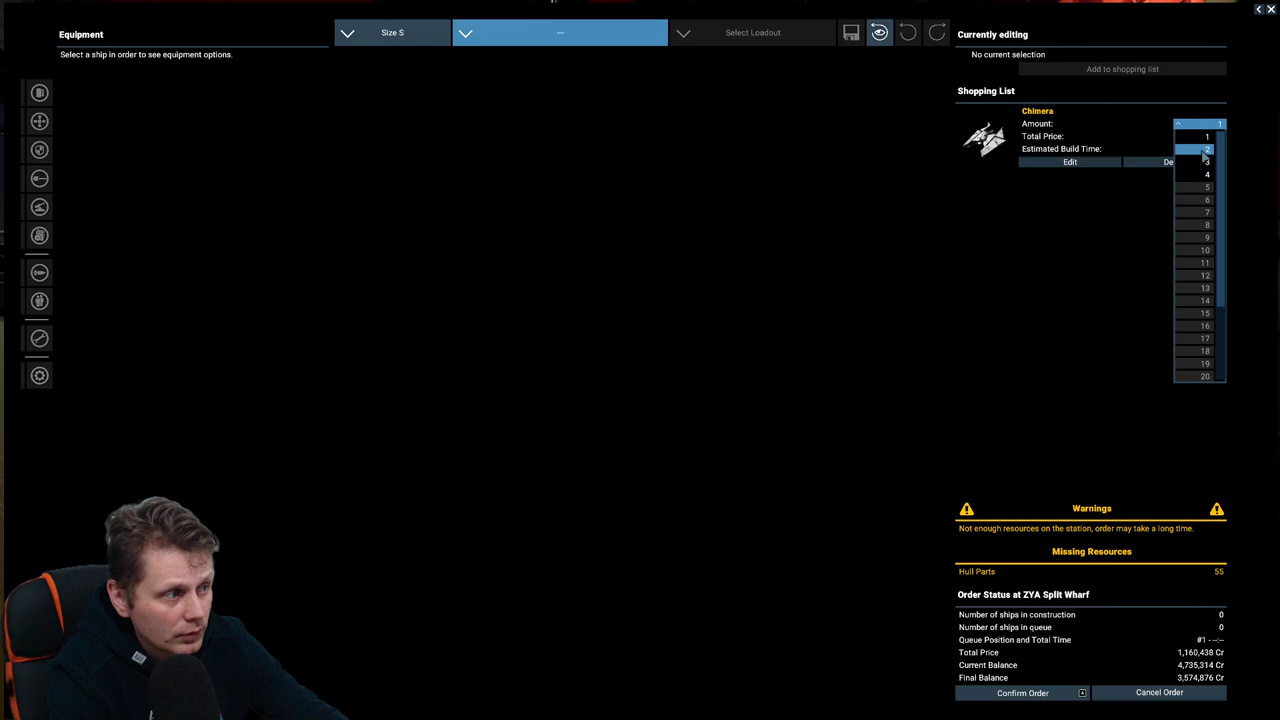 Equipment
Select a ship in order to see equipment options.
Size S
---
Select Loadout
Currently editing
No current selection
Add to shopping list
Shopping List
Chimera
Amount:
1
Total Price:
Estimated Build Time:
Edit
De
1
2
3
4
5
6
7
8
9
10
11
12
13
14
15
16
17
18
19
20
Warnings
Not enough resources on the station, order may take a long time.
Missing Resources
Hull Parts 55
Order Status at ZYA Split Wharf
Number of ships in construction 0
Number of ships in queue 0
Queue Position and Total Time #1 - --:--
Total Price 1,160,438 Cr
Current Balance 4,735,314 Cr
Final Balance 3,574,876 Cr
Confirm Order
Cancel Order